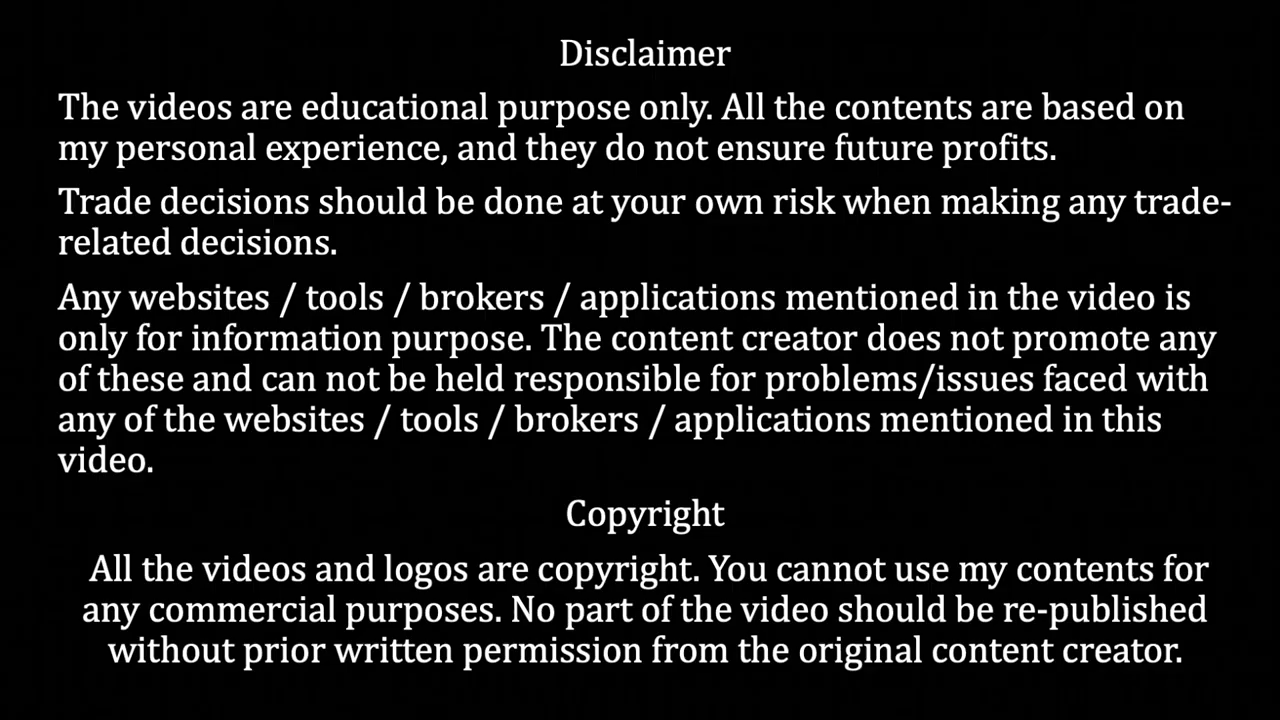 Disclaimer
The videos are educational purpose only. All the contents are based on
my personal experience, and they do not ensure future profits.
Trade decisions should be done at your own risk when making any trade-
related decisions.
Any websites / tools / brokers / applications mentioned in the video is
only for information purpose. The content creator does not promote any
of these and can not be held responsible for problems/issues faced with
any of the websites / tools / brokers / applications mentioned in this
video.
Copyright
All the videos and logos are copyright. You cannot use my contents for
any commercial purposes. No part of the video should be re-published
without prior written permission from the original content creator.